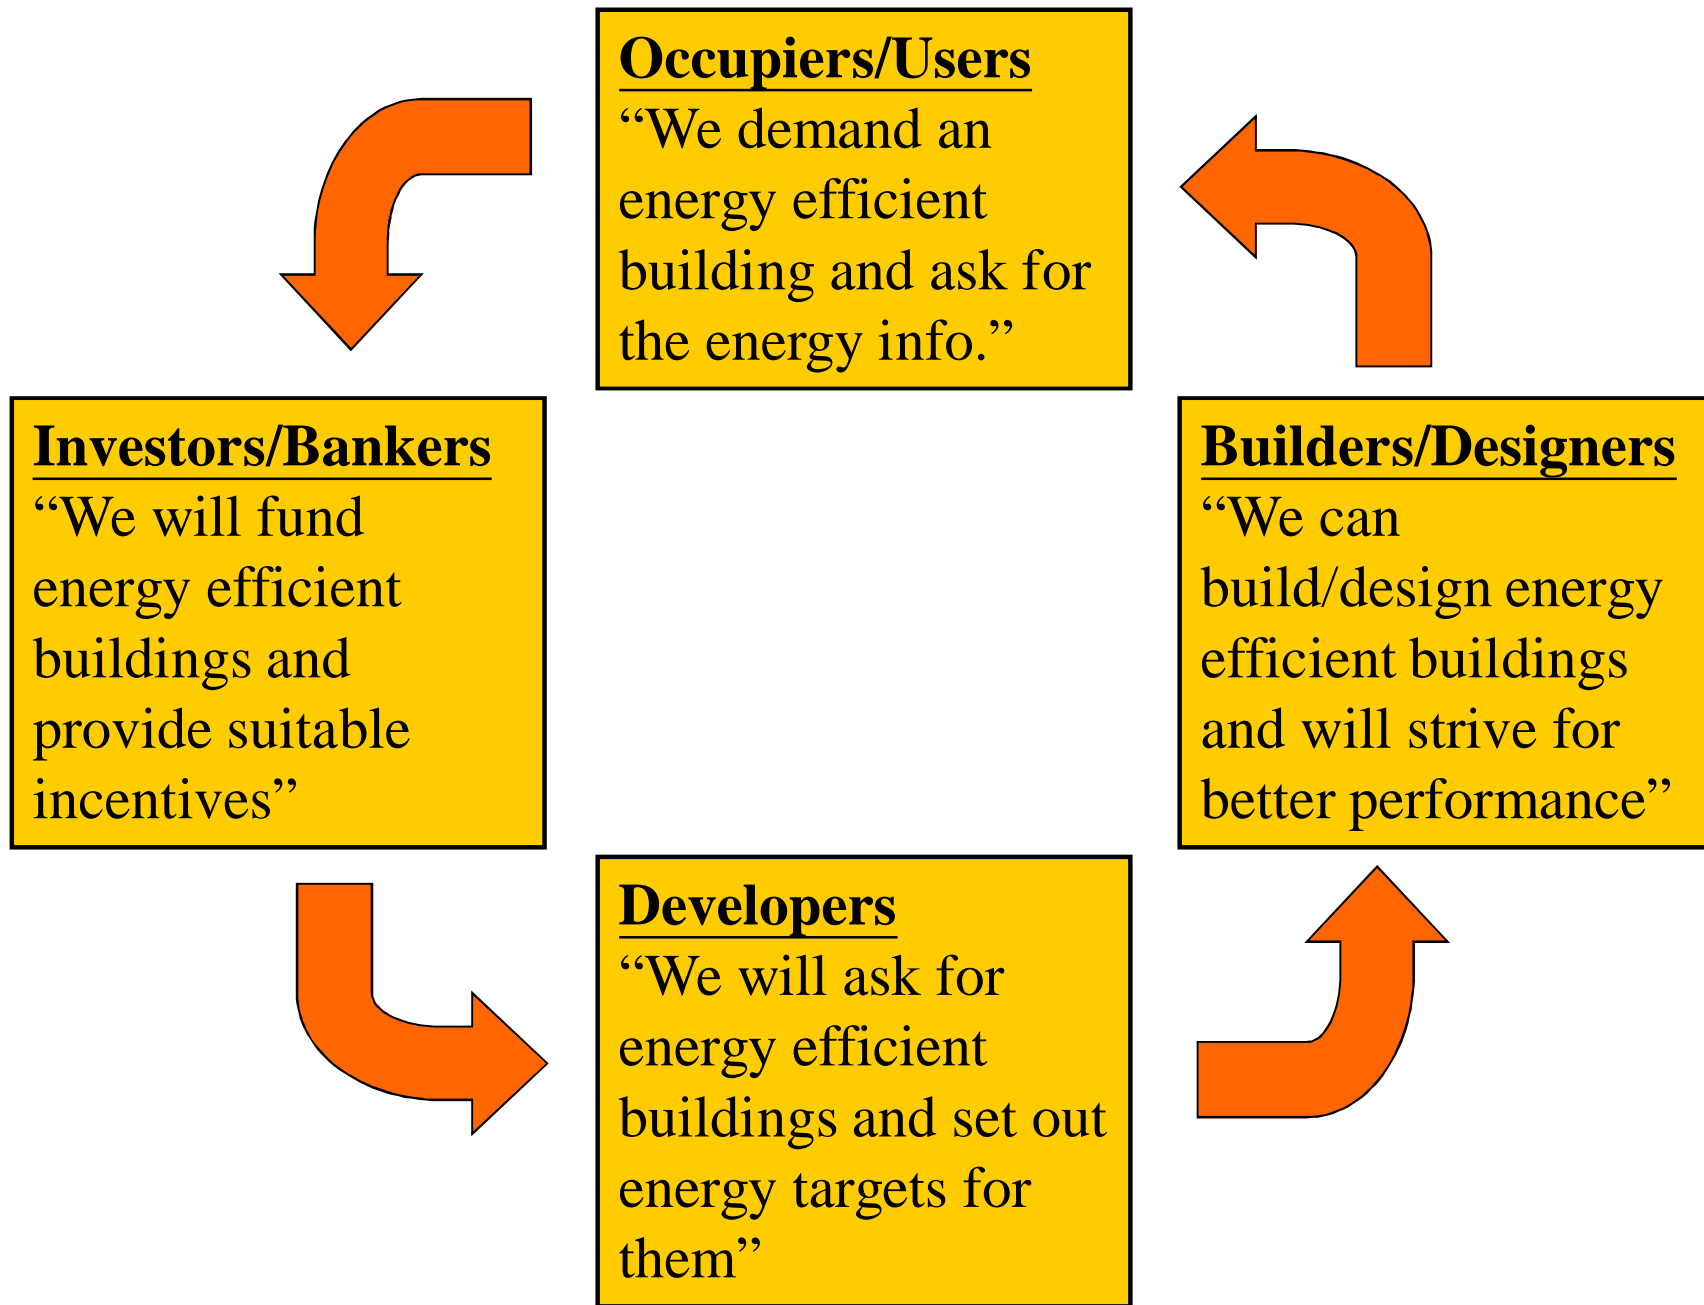 Occupiers/Users
“We demand an
energy efficient
building and ask for
the energy info.”
Investors/Bankers
“We will fund
energy efficient
buildings and
provide suitable
incentives”
Builders/Designers
“We can
build/design energy
efficient buildings
and will strive for
better performance”
Developers
“We will ask for
energy efficient
buildings and set out
energy targets for
them”